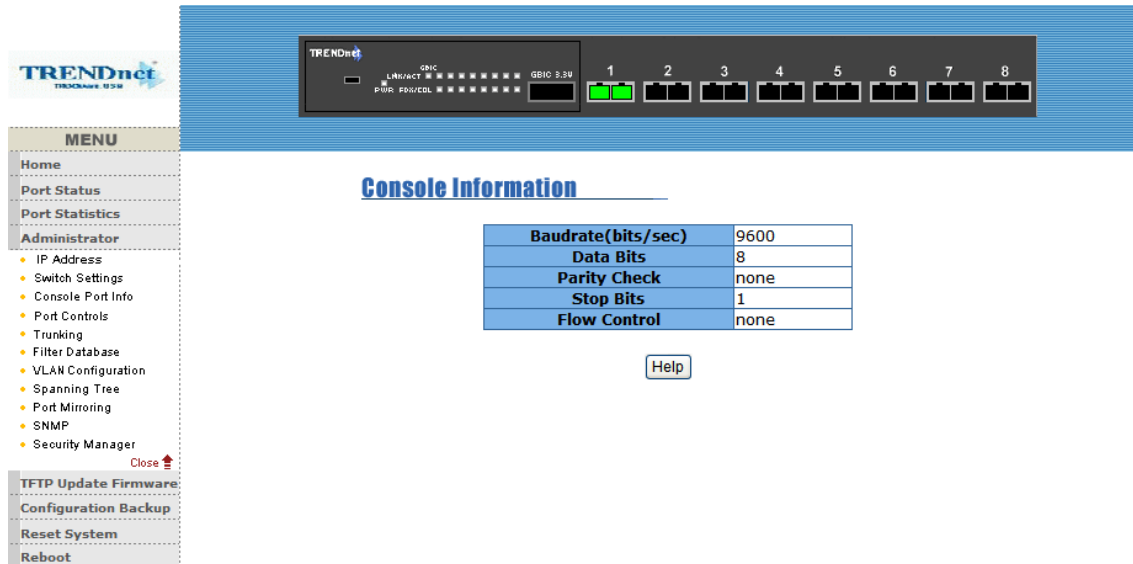 TRENDnet
TRENDnet
GBIC
LNK/ACT
PWR FDX/COL
GBIC 3.3V
1 2 3 4 5 6 7 8
MENU
Home
Port Status
Port Statistics
Administrator
IP Address
Switch Settings
Console Port Info
Port Controls
Trunking
Filter Database
VLAN Configuration
Spanning Tree
Port Mirroring
SNMP
Security Manager
Close
TFTP Update Firmware
Configuration Backup
Reset System
Reboot
Console Information
Baudrate(bits/sec) 9600
Data Bits 8
Parity Check none
Stop Bits 1
Flow Control none
Help